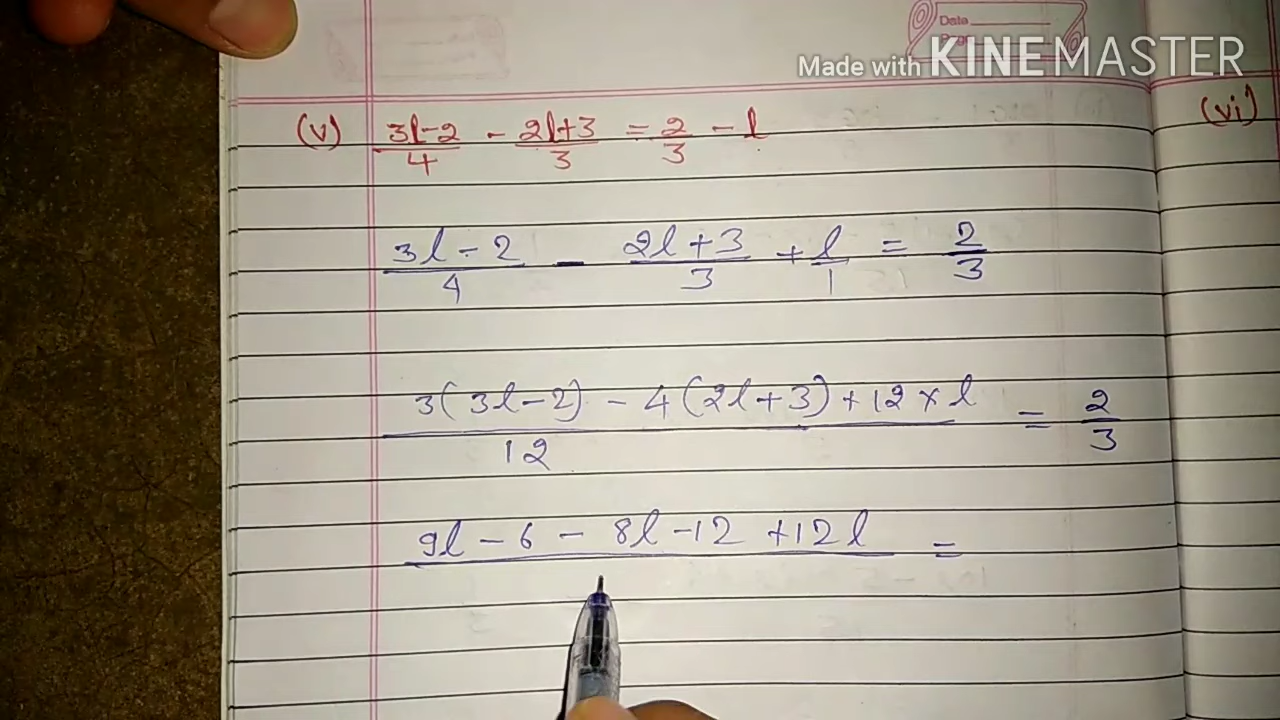 Date
Made with KINEMASTER
(v) 3l-2/4 - 2l+3/3 = 2/3 - l
(vi)
3l-2/4 - 2l+3/3 + l/1 = 2/3
3(3l-2) - 4(2l+3) + 12 × l/12 = 2/3
9l - 6 - 8l - 12 + 12l =